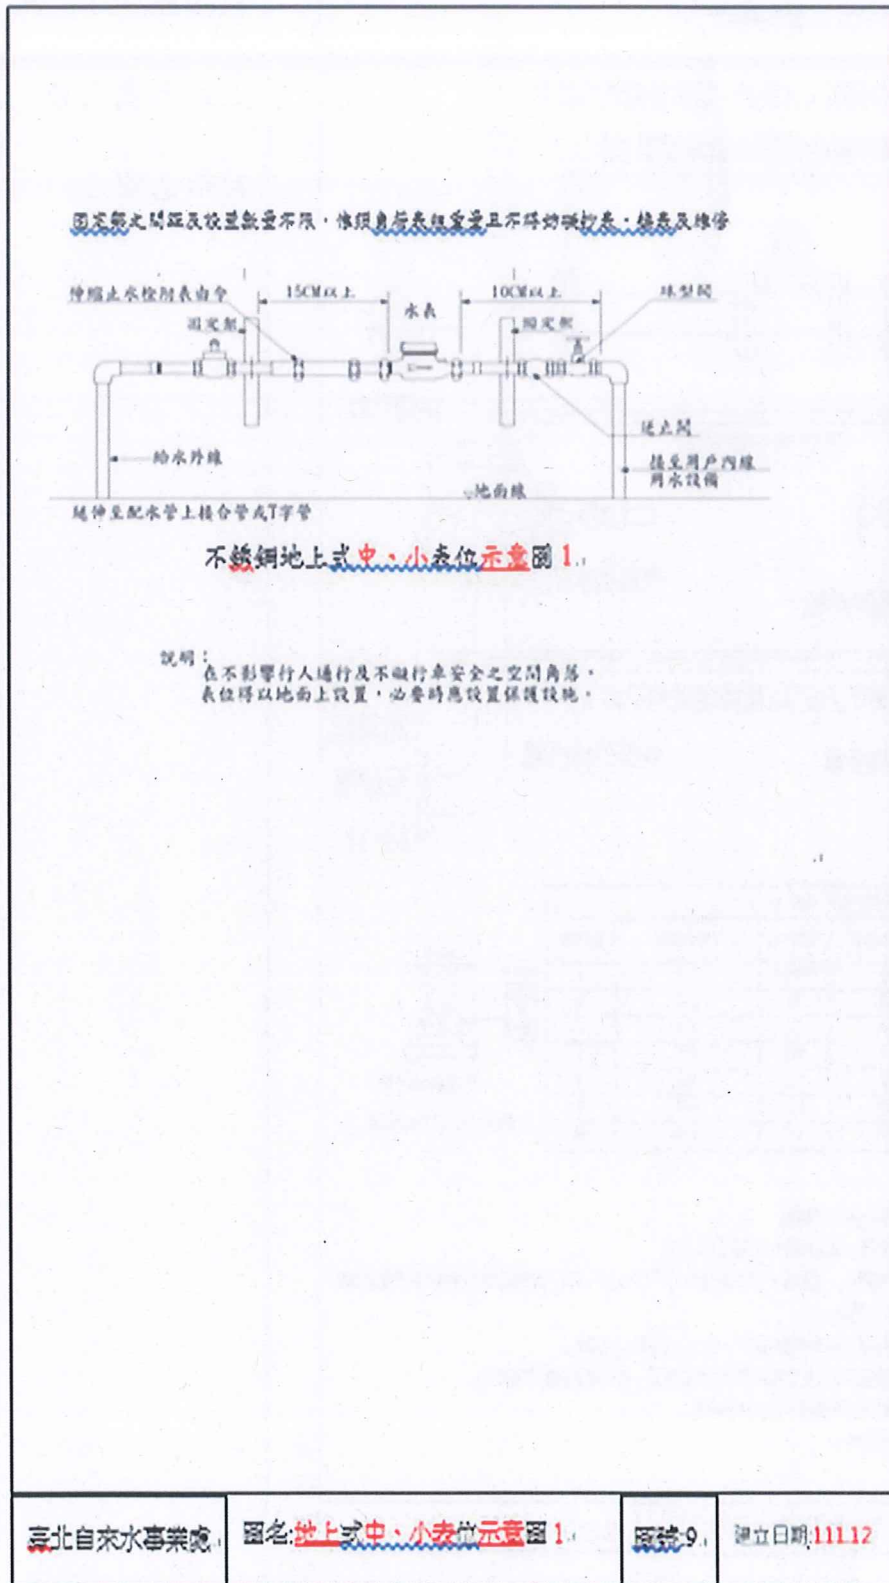 固定架之間距及設置數量不限，惟須負荷表組重量且不得妨礙抄表、換表及維修
伸縮止水栓附表由令
15CM以上
水表
10CM以上
球型閥
固定架
固定架
逆止閥
給水外線
接至用戶內線
用水設備
地面線
延伸至配水管上接合管或T字管
不銹鋼地上式中、小表位示意圖 1
說明：
在不影響行人通行及不礙行車安全之空間角落，
表位得以地面上設置，必要時應設置保護設施。
臺北自來水事業處
圖名:地上式中、小表位示意圖 1
圖號:9
建立日期:111.12